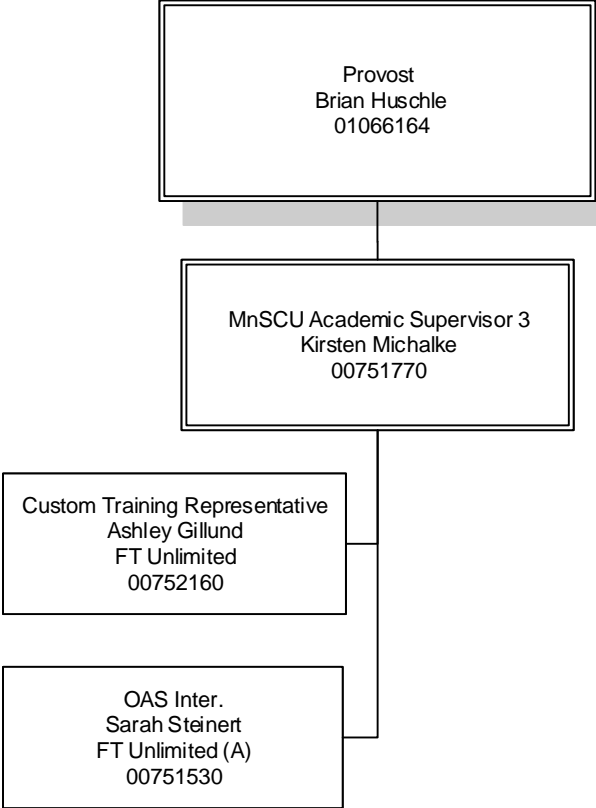 Provost
Brian Huschle
01066164
MnSCU Academic Supervisor 3
Kirsten Michalke
00751770
Custom Training Representative
Ashley Gillund
FT Unlimited
00752160
OAS Inter.
Sarah Steinert
FT Unlimited (A)
00751530